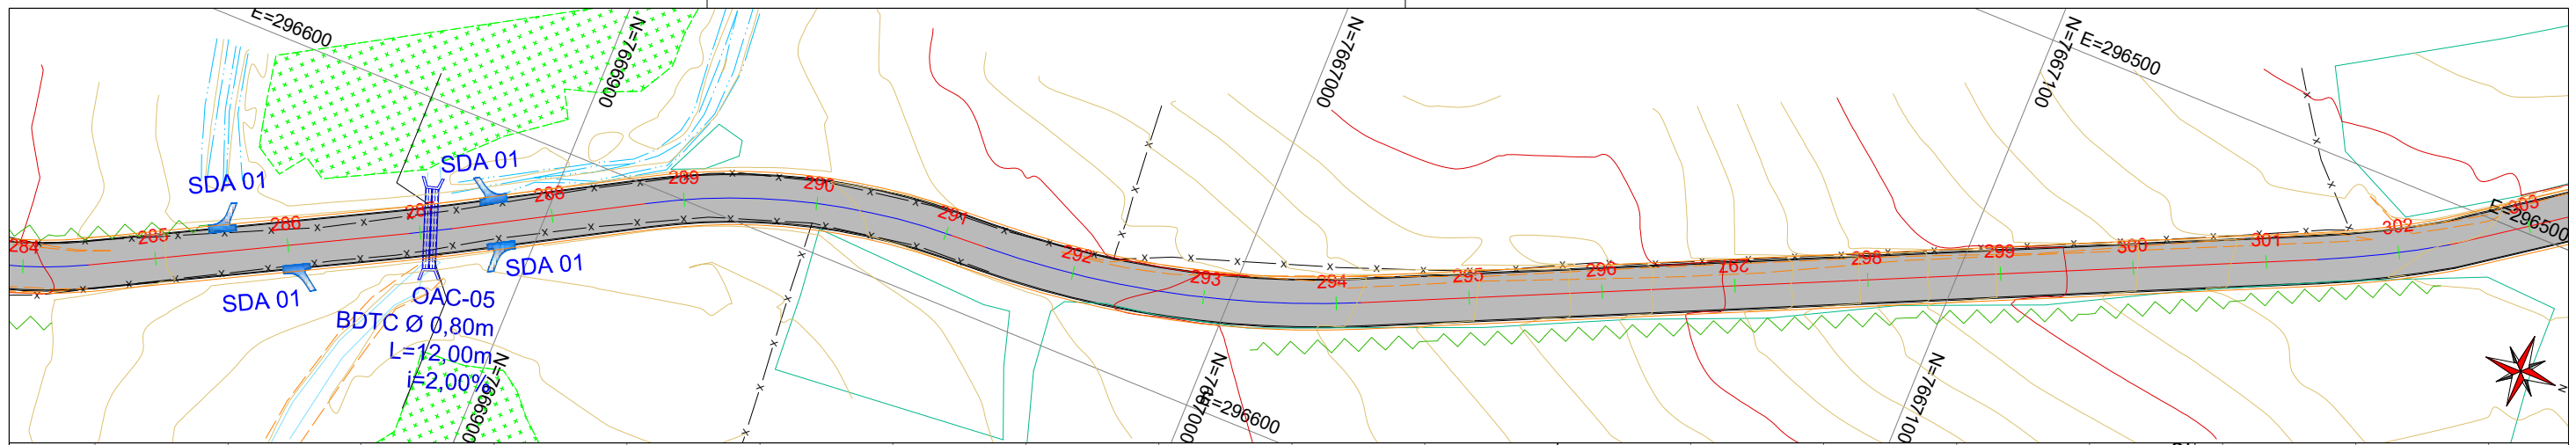 E=296600
N=7666900
N=7667000
N=7667100
E=296500
SDA 01
SDA 01
284
285
286
287
288
289
290
291
292
293
294
295
296
297
298
299
300
301
302
303
E=296500
SDA 01
SDA 01
OAC-05
BDTC Ø 0,80m
L=12,00m
i=2,00%
N=7666900
N=7667000
E=296600
N=7667100
N